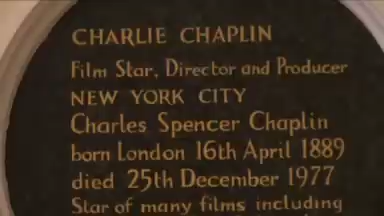 CHARLIE CHAPLIN
Film Star, Director and Producer
NEW YORK CITY
Charles Spencer Chaplin
born London 16th April 1889
died 25th December 1977
Star of many films including